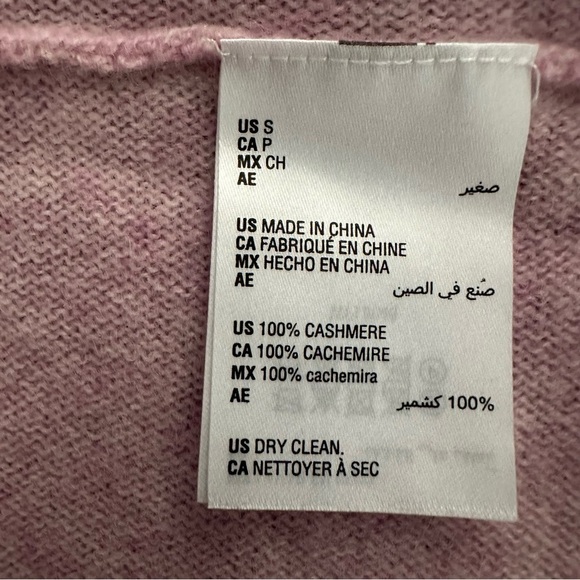 US S
CA P
MX CH
AE صغير
US MADE IN CHINA
CA FABRIQUÉ EN CHINE
MX HECHO EN CHINA
AE صُنع في الصين
US 100% CASHMERE
CA 100% CACHEMIRE
MX 100% cachemira
AE 100% كشمير
US DRY CLEAN.
CA NETTOYER À SEC